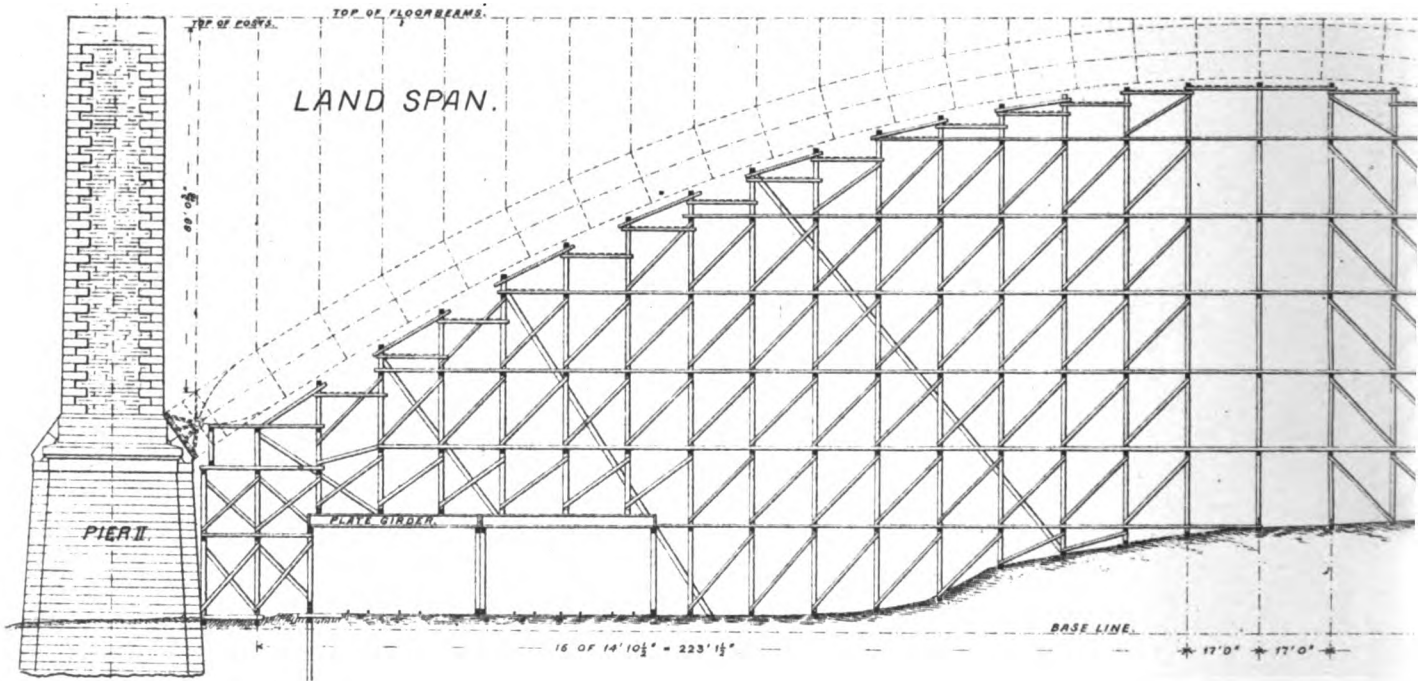 TOP OF POSTS.
TOP OF FLOORBEAMS.
LAND SPAN.
PIER II.
PLATE GIRDER.
BASE LINE.
16 OF 14'10½" = 223'1½"
17'0" 17'0"